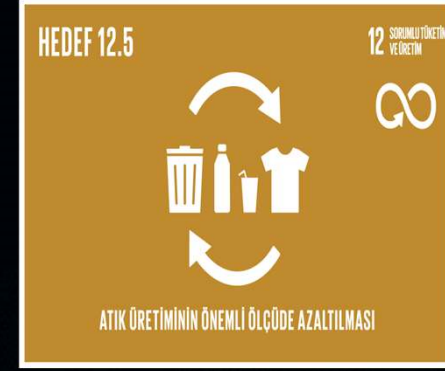 HEDEF 12.5
12 SORUMLU TÜKETİM
VE ÜRETİM
ATIK ÜRETİMİNİN ÖNEMLİ ÖLÇÜDE AZALTILMASI